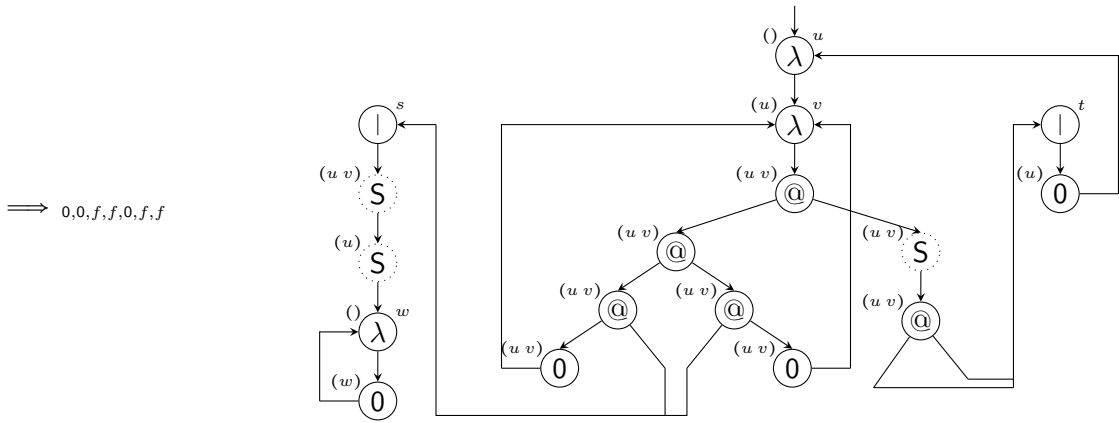 () λ u
| s
(u) λ v
| t
(u v) S
(u v) @
(u) 0
⟹ 0,0,f,f,0,f,f
(u) S
(u v) @
(u v) S
(u v) @
(u v) @
(u v) @
() λ w
(u v) 0
(u v) 0
(w) 0